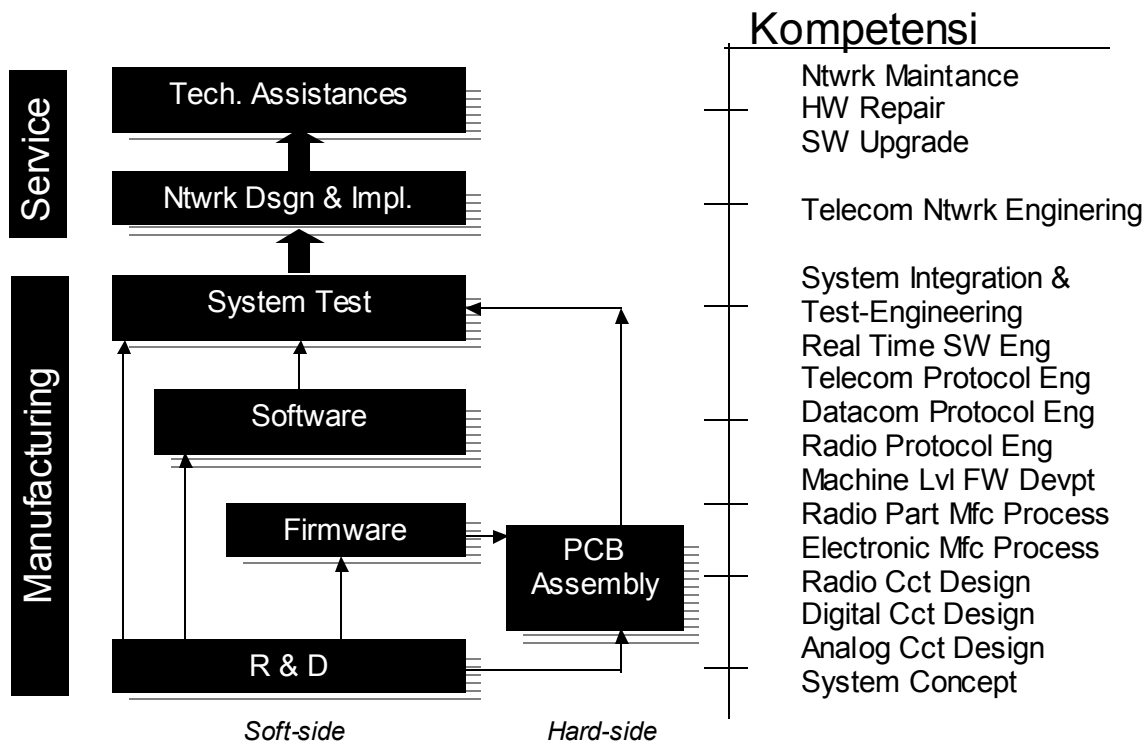 Kompetensi
Service
Tech. Assistances
Ntwrk Dsgn & Impl.
Manufacturing
System Test
Software
Firmware
PCB
Assembly
R & D
Soft-side
Hard-side
Ntwrk Maintance
HW Repair
SW Upgrade
Telecom Ntwrk Enginering
System Integration &
Test-Engineering
Real Time SW Eng
Telecom Protocol Eng
Datacom Protocol Eng
Radio Protocol Eng
Machine Lvl FW Devpt
Radio Part Mfc Process
Electronic Mfc Process
Radio Cct Design
Digital Cct Design
Analog Cct Design
System Concept